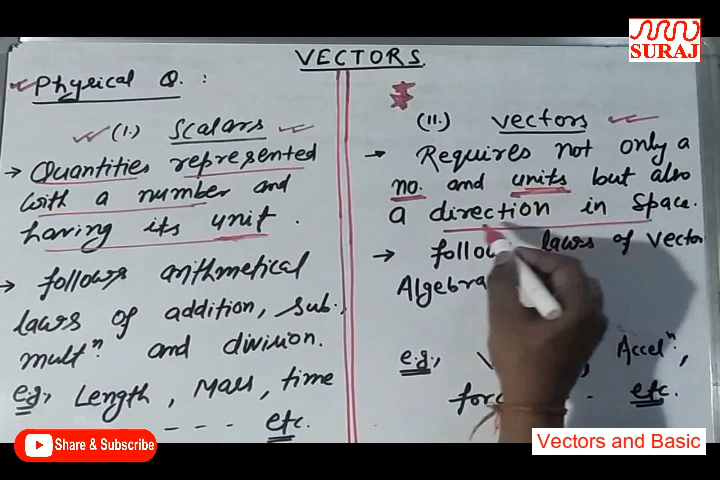 SURAJ
VECTORS
Physical Q. :
(I.) Scalars
→ Quantities represented
with a number and
having its unit.
→ follows arithmetical
laws of addition, sub.,
multⁿ. and division.
eg., Length, Mass, time
- - - etc.
(II.) Vectors
→ Requires not only a
no. and units but also
a direction in space.
→ laws of Vector
Algebra
e.g., Accelⁿ.,
etc.
Share & Subscribe
Vectors and Basic